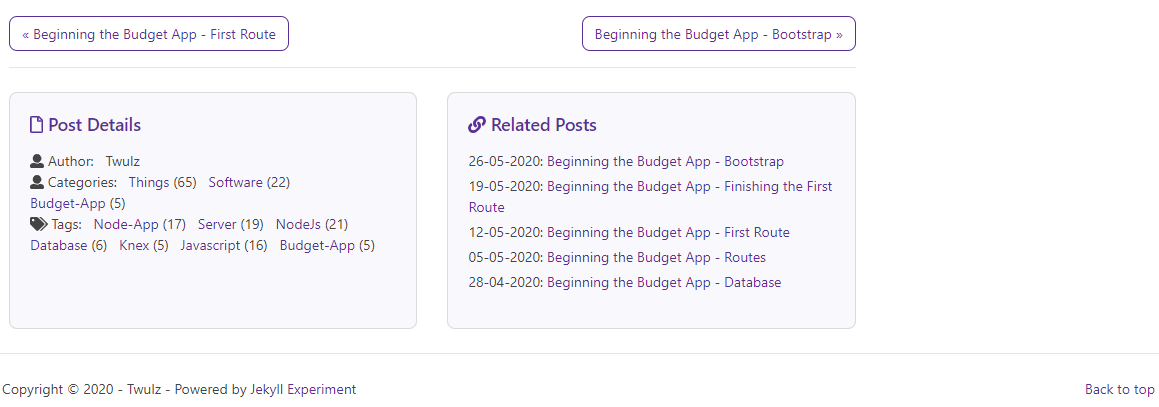 « Beginning the Budget App - First Route
Beginning the Budget App - Bootstrap »
Post Details
Author: Twulz
Categories: Things (65) Software (22)
Budget-App (5)
Tags: Node-App (17) Server (19) NodeJs (21)
Database (6) Knex (5) Javascript (16) Budget-App (5)
Related Posts
26-05-2020: Beginning the Budget App - Bootstrap
19-05-2020: Beginning the Budget App - Finishing the First
Route
12-05-2020: Beginning the Budget App - First Route
05-05-2020: Beginning the Budget App - Routes
28-04-2020: Beginning the Budget App - Database
Copyright © 2020 - Twulz - Powered by Jekyll Experiment
Back to top